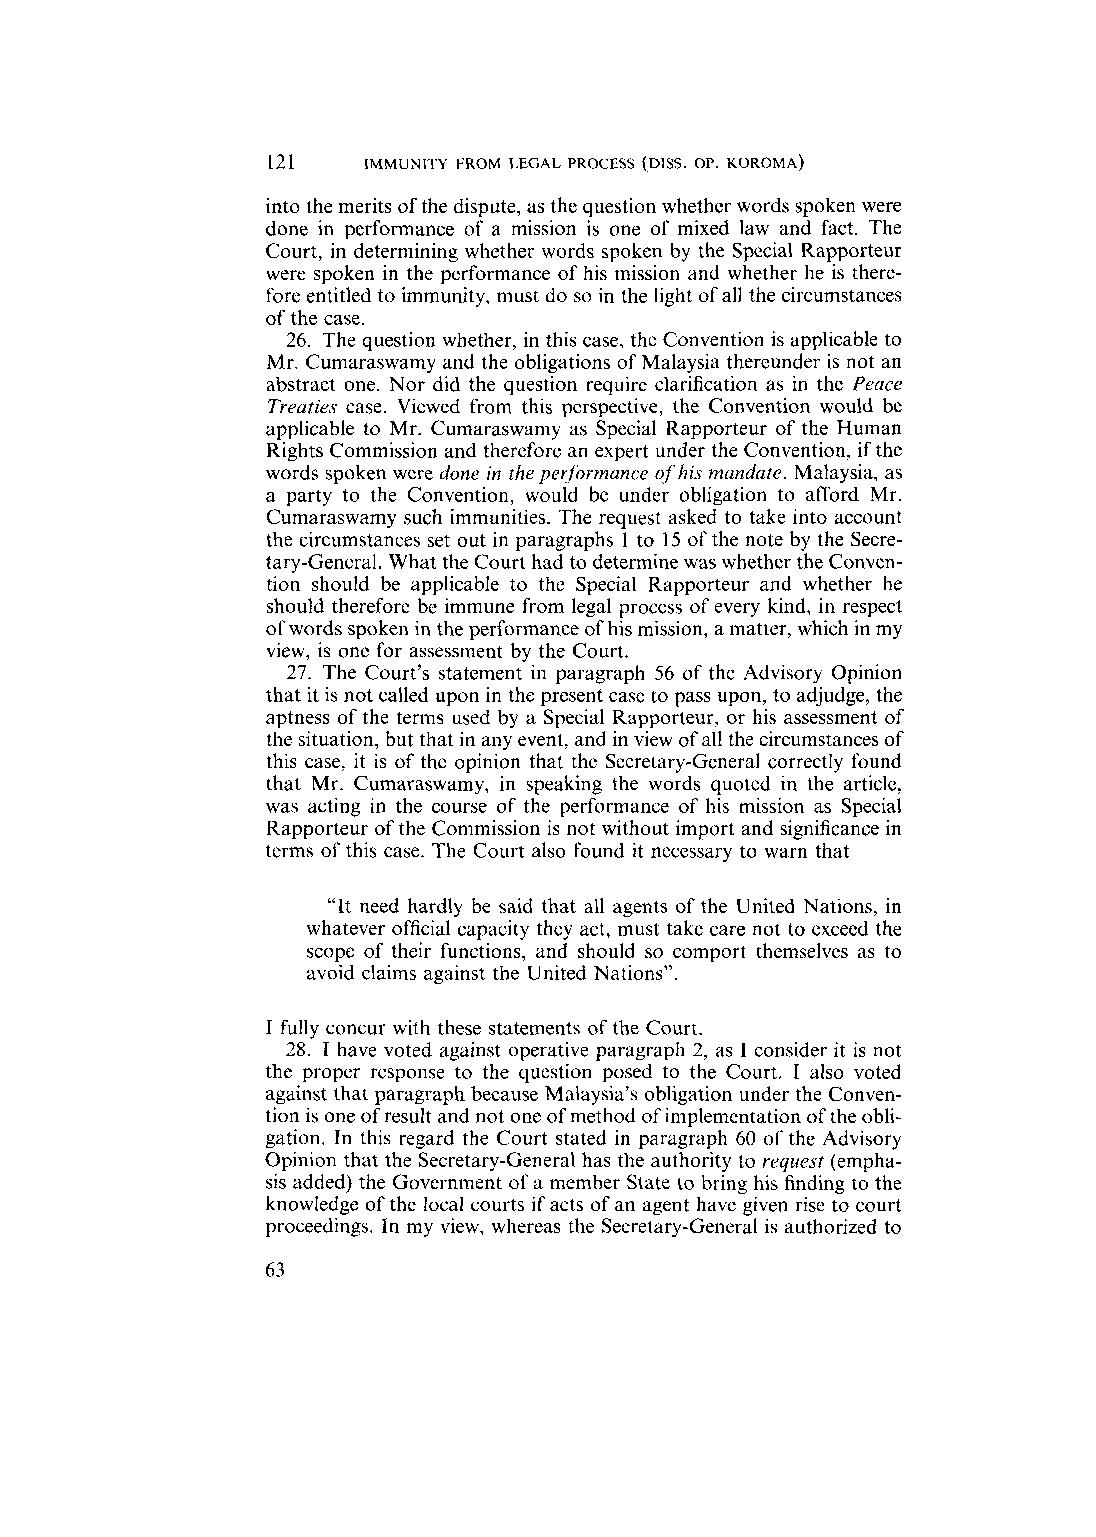 121 IMMUNITY FROM LEGAL PROCESS (DISS. OP. KOROMA)
into the merits of the dispute, as the question whether words spoken were
done in performance of a mission is one of mixed law and fact. The
Court, in determining whether words spoken by the Special Rapporteur
were spoken in the performance of his mission and whether he is there-
fore entitled to immunity, must do so in the light of all the circumstances
of the case.
26. The question whether, in this case, the Convention is applicable to
Mr. Cumaraswamy and the obligations of Malaysia thereunder is not an
abstract one. Nor did the question require clarification as in the Peace
Treaties case. Viewed from this perspective, the Convention would be
applicable to Mr. Cumaraswamy as Special Rapporteur of the Human
Rights Commission and therefore an expert under the Convention, if the
words spoken were done in the performance of his mandate. Malaysia, as
a party to the Convention, would be under obligation to afford Mr.
Cumaraswamy such immunities. The request asked to take into account
the circumstances set out in paragraphs 1 to 15 of the note by the Secre-
tary-General. What the Court had to determine was whether the Conven-
tion should be applicable to the Special Rapporteur and whether he
should therefore be immune from legal process of every kind, in respect
of words spoken in the performance of his mission, a matter, which in my
view, is one for assessment by the Court.
27. The Court's statement in paragraph 56 of the Advisory Opinion
that it is not called upon in the present case to pass upon, to adjudge, the
aptness of the terms used by a Special Rapporteur, or his assessment of
the situation, but that in any event, and in view of all the circumstances of
this case, it is of the opinion that the Secretary-General correctly found
that Mr. Cumaraswamy, in speaking the words quoted in the article,
was acting in the course of the performance of his mission as Special
Rapporteur of the Commission is not without import and significance in
terms of this case. The Court also found it necessary to warn that
"It need hardly be said that all agents of the United Nations, in
whatever official capacity they act, must take care not to exceed the
scope of their functions, and should so comport themselves as to
avoid claims against the United Nations".
I fully concur with these statements of the Court.
28. I have voted against operative paragraph 2, as I consider it is not
the proper response to the question posed to the Court. I also voted
against that paragraph because Malaysia's obligation under the Conven-
tion is one of result and not one of method of implementation of the obli-
gation. In this regard the Court stated in paragraph 60 of the Advisory
Opinion that the Secretary-General has the authority to request (empha-
sis added) the Government of a member State to bring his finding to the
knowledge of the local courts if acts of an agent have given rise to court
proceedings. In my view, whereas the Secretary-General is authorized to
63